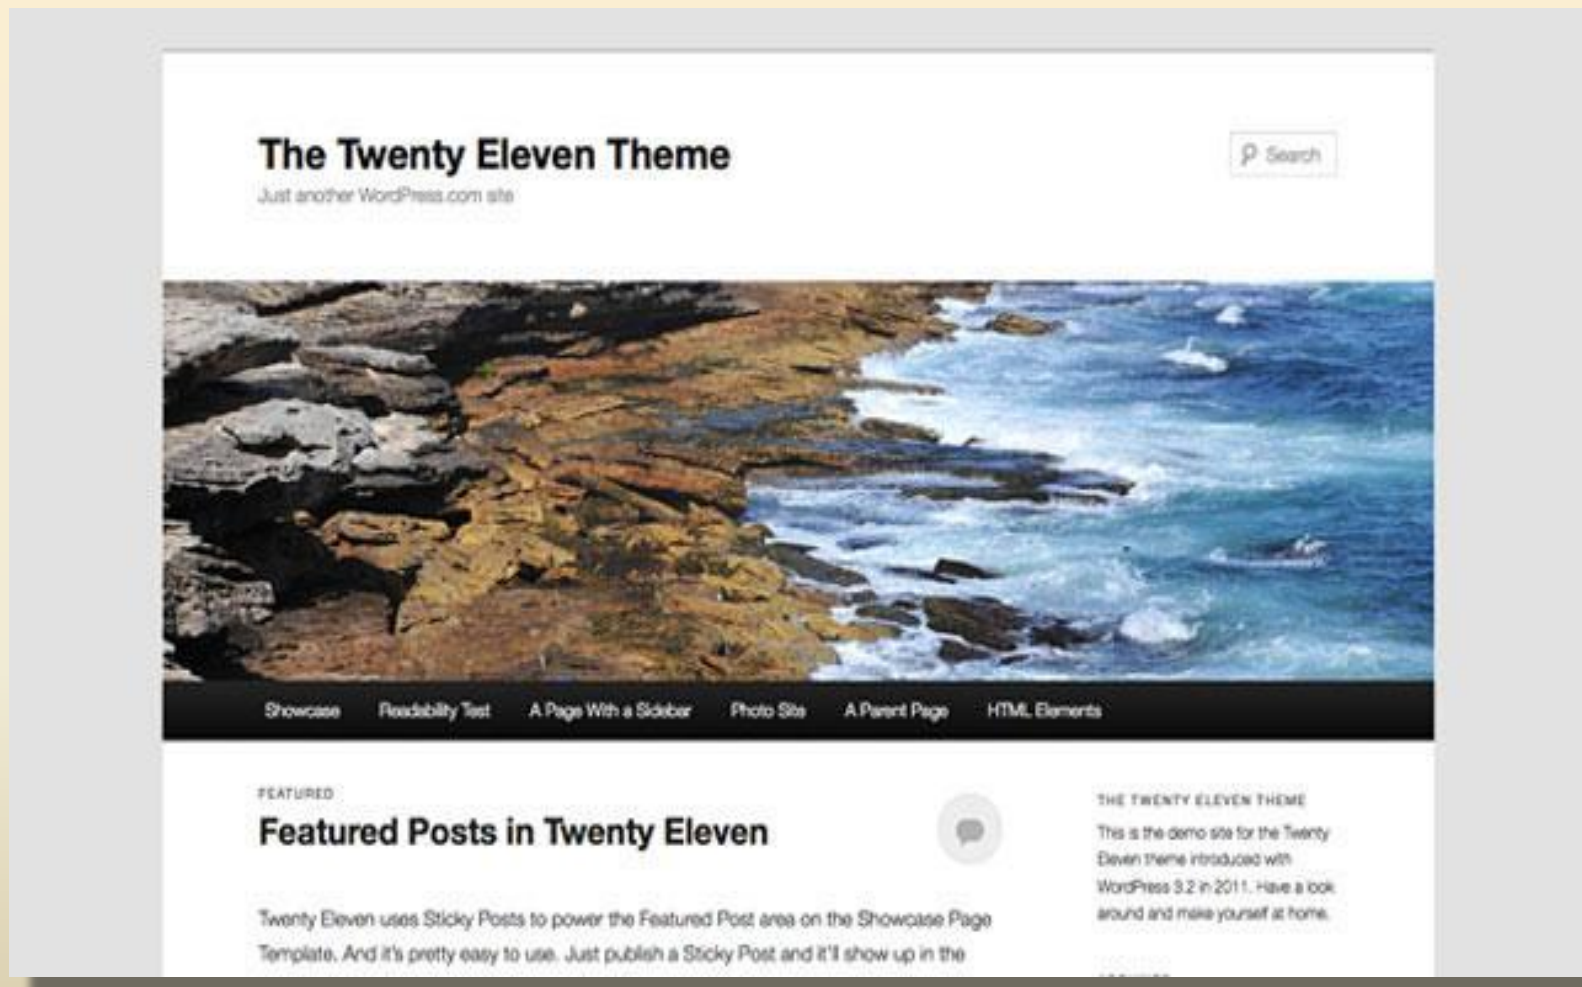 The Twenty Eleven Theme
Just another WordPress.com site
Search
Showcase
Readability Test
A Page With a Sidebar
Photo Site
A Parent Page
HTML Elements
FEATURED
Featured Posts in Twenty Eleven
Twenty Eleven uses Sticky Posts to power the Featured Post area on the Showcase Page
Template. And it's pretty easy to use. Just publish a Sticky Post and it'll show up in the
THE TWENTY ELEVEN THEME
This is the demo site for the Twenty
Eleven theme introduced with
WordPress 3.2 in 2011. Have a look
around and make yourself at home.